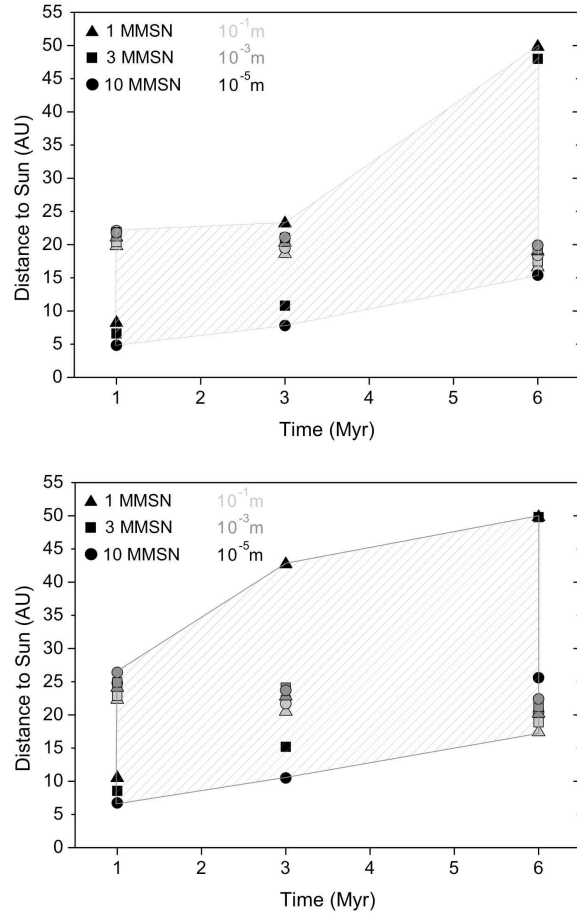 55
50
45
40
35
30
25
20
15
10
5
0
Distance to Sun (AU)
▲ 1 MMSN 10⁻¹m
■ 3 MMSN 10⁻³m
● 10 MMSN 10⁻⁵m
1 2 3 4 5 6
Time (Myr)
55
50
45
40
35
30
25
20
15
10
5
0
Distance to Sun (AU)
▲ 1 MMSN 10⁻¹m
■ 3 MMSN 10⁻³m
● 10 MMSN 10⁻⁵m
1 2 3 4 5 6
Time (Myr)